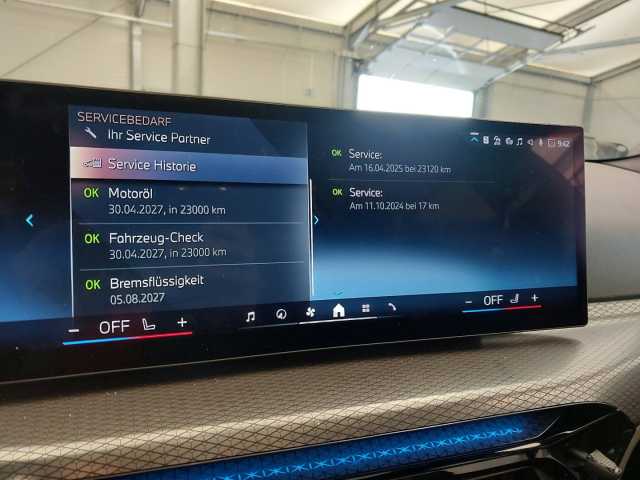 SERVICEBEDARF
Ihr Service Partner
Service Historie
OK Motoröl
30.04.2027, in 23000 km
OK Fahrzeug-Check
30.04.2027, in 23000 km
OK Bremsflüssigkeit
05.08.2027
9:42
OK Service:
Am 16.04.2025 bei 23120 km
OK Service:
Am 11.10.2024 bei 17 km
− OFF +
− OFF +